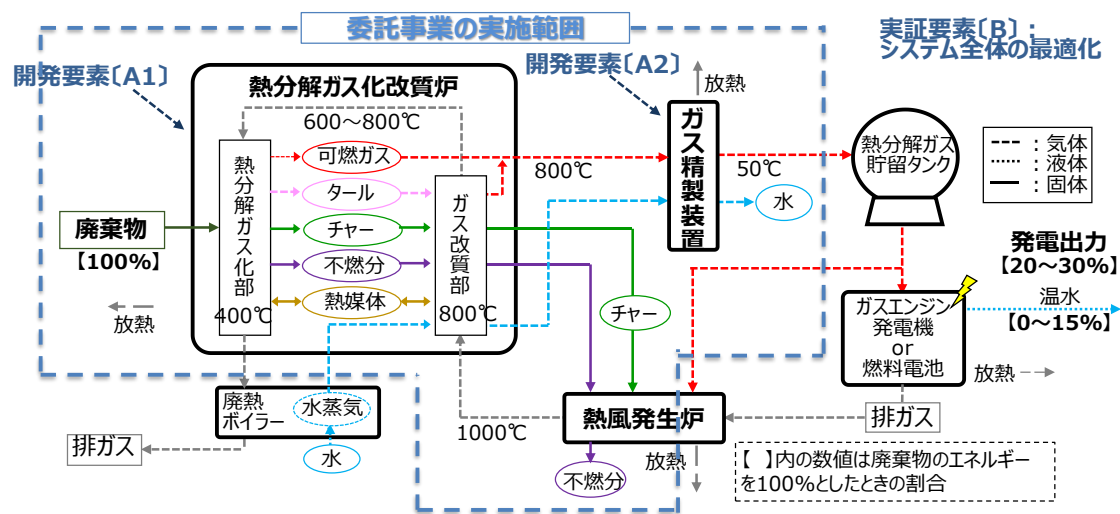 委託事業の実施範囲
実証要素〔B〕:
システム全体の最適化
開発要素〔A1〕
開発要素〔A2〕
熱分解ガス化改質炉
600～800℃
放熱
熱分解ガス化部
400℃
可燃ガス
タール
チャー
不燃分
熱媒体
ガス改質部
800℃
800℃
ガス精製装置
50℃
水
熱分解ガス
貯留タンク
:気体
:液体
:固体
廃棄物
【100%】
放熱
チャー
発電出力
【20～30%】
温水
【0～15%】
ガスエンジン
発電機
or
燃料電池
放熱
廃熱
ボイラー
水蒸気
水
排ガス
1000℃
熱風発生炉
排ガス
放熱
不燃分
【 】内の数値は廃棄物のエネルギー
を100%としたときの割合